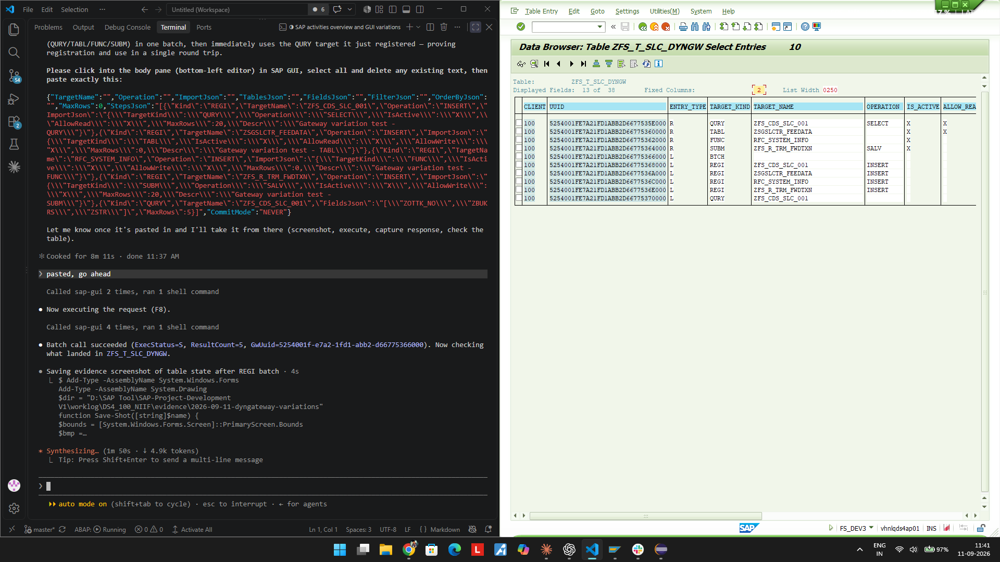 File Edit Selection ··· Untitled (Workspace) 6
Problems Output Debug Console Terminal Ports SAP activities overview and GUI variations
(QURY/TABL/FUNC/SUBM) in one batch, then immediately uses the QURY target it just registered — proving
registration and use in a single round trip.
Please click into the body pane (bottom-left editor) in SAP GUI, select all and delete any existing text, then
paste exactly this:
{"TargetName":"","Operation":"","ImportJson":"","TablesJson":"","FieldsJson":"","FilterJson":"","OrderByJson":
"","MaxRows":0,"StepsJson":"[{\"Kind\":\"REGI\",\"TargetName\":\"ZFS_CDS_SLC_001\",\"Operation\":\"INSERT\",\"
ImportJson\":\"{\\\"TargetKind\\\":\\\"QURY\\\",\\\"Operation\\\":\\\"SELECT\\\",\\\"IsActive\\\":\\\"X\\\",\\
\"AllowRead\\\":\\\"X\\\",\\\"MaxRows\\\":20,\\\"Descr\\\":\\\"Gateway variation test -
QURY\\\"}\"},{\"Kind\":\"REGI\",\"TargetName\":\"ZSGSLCTR_FEEDATA\",\"Operation\":\"INSERT\",\"ImportJson\":\"
{\\\"TargetKind\\\":\\\"TABL\\\",\\\"IsActive\\\":\\\"X\\\",\\\"AllowRead\\\":\\\"X\\\",\\\"AllowWrite\\\":\\\
"X\\\",\\\"MaxRows\\\":0,\\\"Descr\\\":\\\"Gateway variation test - TABL\\\"}\"},{\"Kind\":\"REGI\",\"TargetNa
me\":\"RFC_SYSTEM_INFO\",\"Operation\":\"INSERT\",\"ImportJson\":\"{\\\"TargetKind\\\":\\\"FUNC\\\",\\\"IsActi
ve\\\":\\\"X\\\",\\\"AllowWrite\\\":\\\"X\\\",\\\"MaxRows\\\":0,\\\"Descr\\\":\\\"Gateway variation test -
FUNC\\\"}\"},{\"Kind\":\"REGI\",\"TargetName\":\"ZFS_R_TRM_FWDTXN\",\"Operation\":\"INSERT\",\"ImportJson\":\"
{\\\"TargetKind\\\":\\\"SUBM\\\",\\\"Operation\\\":\\\"SALV\\\",\\\"IsActive\\\":\\\"X\\\",\\\"AllowWrite\\\":
\\\"X\\\",\\\"MaxRows\\\":20,\\\"Descr\\\":\\\"Gateway variation test -
SUBM\\\"}\"},{\"Kind\":\"QURY\",\"TargetName\":\"ZFS_CDS_SLC_001\",\"FieldsJson\":\"[\\\"ZOTTK_NO\\\",\\\"ZBUK
RS\\\",\\\"ZSTR\\\"]\",\"MaxRows\":5}]","CommitMode":"NEVER"}
Let me know once it's pasted in and I'll take it from there (screenshot, execute, capture response, check the
table).
✻ Cooked for 8m 11s · done 11:37 AM
❯ pasted, go ahead
Called sap-gui 2 times, ran 1 shell command
● Now executing the request (F8).
Called sap-gui 4 times, ran 1 shell command
● Batch call succeeded (ExecStatus=S, ResultCount=5, GwUuid=5254001f-e7a2-1fd1-abb2-d66775366000). Now checking
what landed in ZFS_T_SLC_DYNGW.
● Saving evidence screenshot of table state after REGI batch · 4s
⎿ $ Add-Type -AssemblyName System.Windows.Forms
Add-Type -AssemblyName System.Drawing
$dir = "D:\SAP Tool\SAP-Project-Development
V1\worklog\DS4_100_NIIF\evidence\2026-09-11-dyngateway-variations"
function Save-Shot([string]$name) {
$bounds = [System.Windows.Forms.Screen]::PrimaryScreen.Bounds
$bmp =…
✶ Synthesizing… (1m 50s · ↓ 4.9k tokens)
⎿ Tip: Press Shift+Enter to send a multi-line message
❯
⏵⏵ auto mode on (shift+tab to cycle) · esc to interrupt · ← for agents
54
2
master* ABAP: Running 0 0 Activate All Ln 1, Col 1 Spaces: 3 UTF-8 LF { } Markdown
Table Entry Edit Goto Settings Utilities(M) System Help
Data Browser: Table ZFS_T_SLC_DYNGW Select Entries 10
Table: ZFS_T_SLC_DYNGW
Displayed Fields: 13 of 38 Fixed Columns: 2 List Width 0250
CLIENT UUID ENTRY_TYPE TARGET_KIND TARGET_NAME OPERATION IS_ACTIVE ALLOW_REA
100 5254001FE7A21FD1ABB2D6677535E000 R QURY ZFS_CDS_SLC_001 SELECT X X
100 5254001FE7A21FD1ABB2D66775360000 R TABL ZSGSLCTR_FEEDATA X X
100 5254001FE7A21FD1ABB2D66775362000 R FUNC RFC_SYSTEM_INFO X
100 5254001FE7A21FD1ABB2D66775364000 R SUBM ZFS_R_TRM_FWDTXN SALV X
100 5254001FE7A21FD1ABB2D66775366000 L BTCH
100 5254001FE7A21FD1ABB2D66775368000 L REGI ZFS_CDS_SLC_001 INSERT
100 5254001FE7A21FD1ABB2D6677536A000 L REGI ZSGSLCTR_FEEDATA INSERT
100 5254001FE7A21FD1ABB2D6677536C000 L REGI RFC_SYSTEM_INFO INSERT
100 5254001FE7A21FD1ABB2D6677536E000 L REGI ZFS_R_TRM_FWDTXN INSERT
100 5254001FE7A21FD1ABB2D66775370000 L QURY ZFS_CDS_SLC_001
SAP FS_DEV3 vhnlqds4ap01 INS
ENG
IN
97%
11:41
11-09-2026